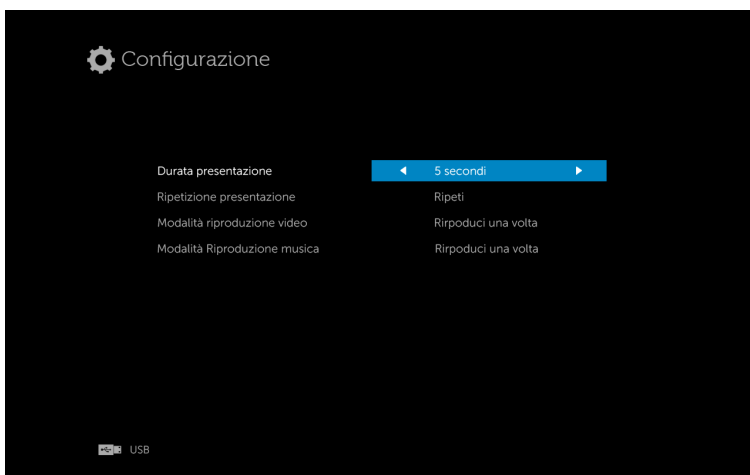 Configurazione
Durata presentazione 5 secondi
Ripetizione presentazione Ripeti
Modalità riproduzione video Rirpoduci una volta
Modalità Riproduzione musica Rirpoduci una volta
USB